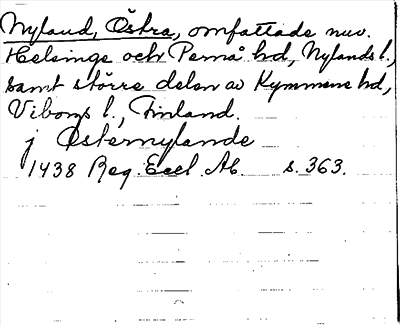 Nyland, Östra, omfattade nuv.
Helsinge och Pernå hd, Nylands l.,
samt större delen av Kymmene hd,
Viborgs l., Finland.
j Östernylande
1438 Reg. Eccl. Ab. s. 363.